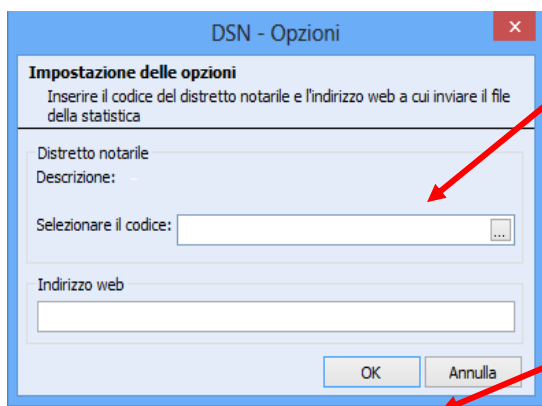 DSN - Opzioni
Impostazione delle opzioni
Inserire il codice del distretto notarile e l'indirizzo web a cui inviare il file
della statistica
Distretto notarile
Descrizione:
Selezionare il codice:
...
Indirizzo web
OK Annulla